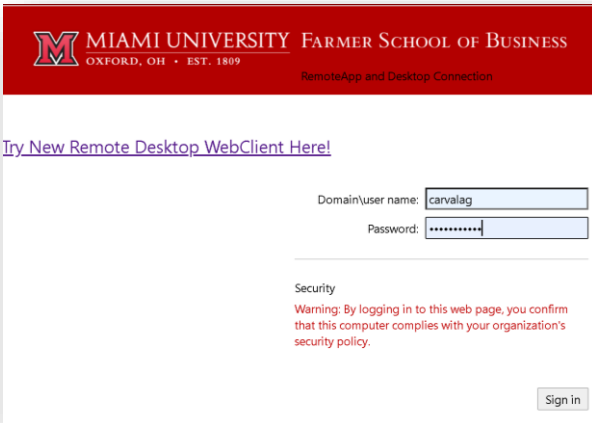 MIAMI UNIVERSITY
OXFORD, OH • EST. 1809
FARMER SCHOOL OF BUSINESS
RemoteApp and Desktop Connection
Try New Remote Desktop WebClient Here!
Domain\user name: carvalag
Password: •••••••••••
Security
Warning: By logging in to this web page, you confirm
that this computer complies with your organization's
security policy.
Sign in